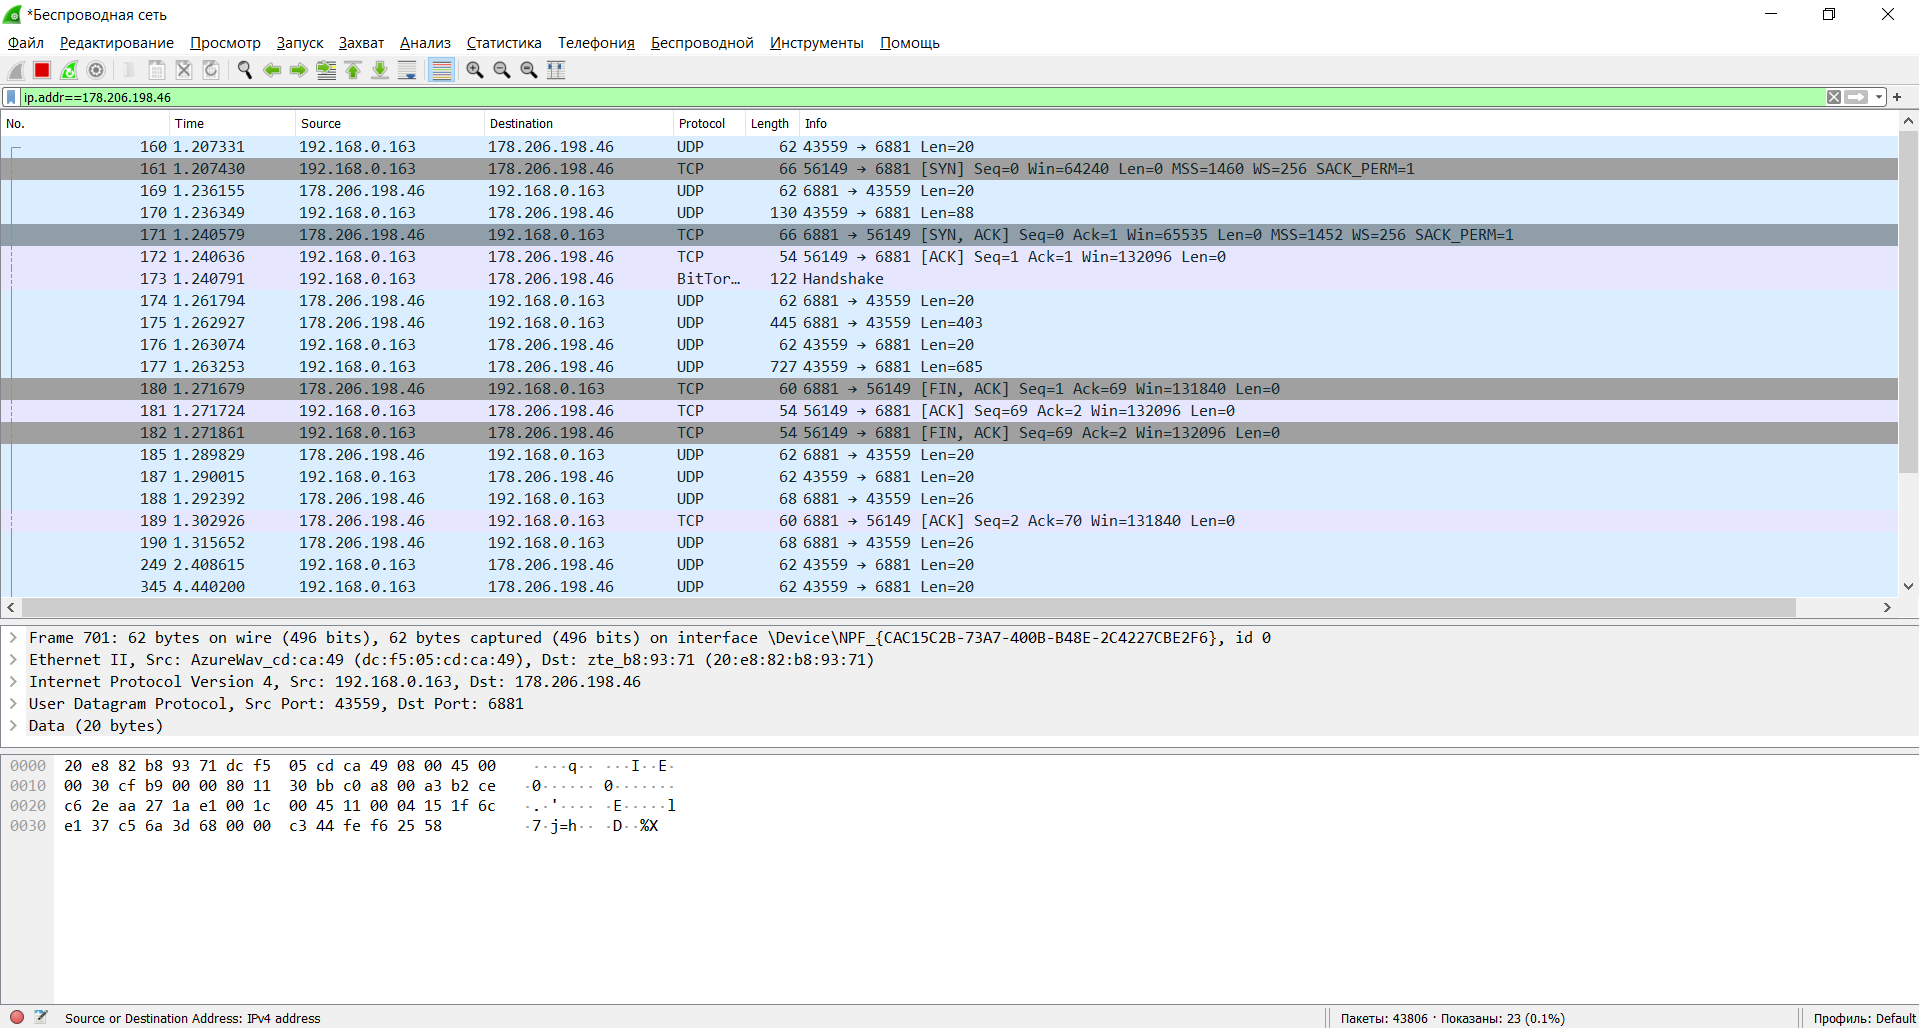 *Беспроводная сеть
Файл Редактирование Просмотр Запуск Захват Анализ Статистика Телефония Беспроводной Инструменты Помощь
ip.addr==178.206.198.46
No. Time Source Destination Protocol Length Info
160 1.207331 192.168.0.163 178.206.198.46 UDP 62 43559 → 6881 Len=20
161 1.207430 192.168.0.163 178.206.198.46 TCP 66 56149 → 6881 [SYN] Seq=0 Win=64240 Len=0 MSS=1460 WS=256 SACK_PERM=1
169 1.236155 178.206.198.46 192.168.0.163 UDP 62 6881 → 43559 Len=20
170 1.236349 192.168.0.163 178.206.198.46 UDP 130 43559 → 6881 Len=88
171 1.240579 178.206.198.46 192.168.0.163 TCP 66 6881 → 56149 [SYN, ACK] Seq=0 Ack=1 Win=65535 Len=0 MSS=1452 WS=256 SACK_PERM=1
172 1.240636 192.168.0.163 178.206.198.46 TCP 54 56149 → 6881 [ACK] Seq=1 Ack=1 Win=132096 Len=0
173 1.240791 192.168.0.163 178.206.198.46 BitTor… 122 Handshake
174 1.261794 178.206.198.46 192.168.0.163 UDP 62 6881 → 43559 Len=20
175 1.262927 178.206.198.46 192.168.0.163 UDP 445 6881 → 43559 Len=403
176 1.263074 192.168.0.163 178.206.198.46 UDP 62 43559 → 6881 Len=20
177 1.263253 192.168.0.163 178.206.198.46 UDP 727 43559 → 6881 Len=685
180 1.271679 178.206.198.46 192.168.0.163 TCP 60 6881 → 56149 [FIN, ACK] Seq=1 Ack=69 Win=131840 Len=0
181 1.271724 192.168.0.163 178.206.198.46 TCP 54 56149 → 6881 [ACK] Seq=69 Ack=2 Win=132096 Len=0
182 1.271861 192.168.0.163 178.206.198.46 TCP 54 56149 → 6881 [FIN, ACK] Seq=69 Ack=2 Win=132096 Len=0
185 1.289829 178.206.198.46 192.168.0.163 UDP 62 6881 → 43559 Len=20
187 1.290015 192.168.0.163 178.206.198.46 UDP 62 43559 → 6881 Len=20
188 1.292392 178.206.198.46 192.168.0.163 UDP 68 6881 → 43559 Len=26
189 1.302926 178.206.198.46 192.168.0.163 TCP 60 6881 → 56149 [ACK] Seq=2 Ack=70 Win=131840 Len=0
190 1.315652 178.206.198.46 192.168.0.163 UDP 68 6881 → 43559 Len=26
249 2.408615 192.168.0.163 178.206.198.46 UDP 62 43559 → 6881 Len=20
345 4.440200 192.168.0.163 178.206.198.46 UDP 62 43559 → 6881 Len=20
Frame 701: 62 bytes on wire (496 bits), 62 bytes captured (496 bits) on interface \Device\NPF_{CAC15C2B-73A7-400B-B48E-2C4227CBE2F6}, id 0
Ethernet II, Src: AzureWav_cd:ca:49 (dc:f5:05:cd:ca:49), Dst: zte_b8:93:71 (20:e8:82:b8:93:71)
Internet Protocol Version 4, Src: 192.168.0.163, Dst: 178.206.198.46
User Datagram Protocol, Src Port: 43559, Dst Port: 6881
Data (20 bytes)
0000 20 e8 82 b8 93 71 dc f5 05 cd ca 49 08 00 45 00 ····q·· ···I··E·
0010 00 30 cf b9 00 00 80 11 30 bb c0 a8 00 a3 b2 ce ·0······ 0·······
0020 c6 2e aa 27 1a e1 00 1c 00 45 11 00 04 15 1f 6c ·.·'···· ·E·····l
0030 e1 37 c5 6a 3d 68 00 00 c3 44 fe f6 25 58 ·7·j=h·· ·D··%X
Source or Destination Address: IPv4 address Пакеты: 43806 · Показаны: 23 (0.1%) Профиль: Default